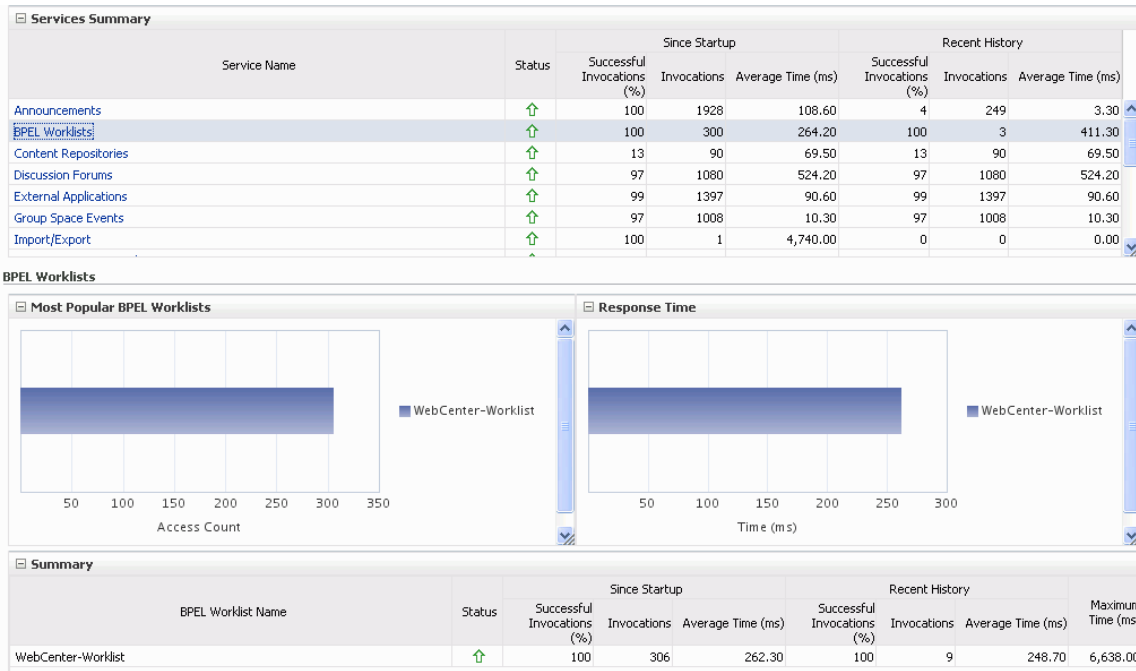 Services Summary
Since Startup Recent History
Service Name Status Successful Invocations (%) Invocations Average Time (ms) Successful Invocations (%) Invocations Average Time (ms)
Announcements 100 1928 108.60 4 249 3.30
BPEL Worklists 100 300 264.20 100 3 411.30
Content Repositories 13 90 69.50 13 90 69.50
Discussion Forums 97 1080 524.20 97 1080 524.20
External Applications 99 1397 90.60 99 1397 90.60
Group Space Events 97 1008 10.30 97 1008 10.30
Import/Export 100 1 4,740.00 0 0 0.00
BPEL Worklists
Most Popular BPEL Worklists
WebCenter-Worklist
50 100 150 200 250 300 350
Access Count
Response Time
WebCenter-Worklist
50 100 150 200 250 300
Time (ms)
Summary
Since Startup Recent History
BPEL Worklist Name Status Successful Invocations (%) Invocations Average Time (ms) Successful Invocations (%) Invocations Average Time (ms) Maximum Time (ms
WebCenter-Worklist 100 306 262.30 100 9 248.70 6,638.00